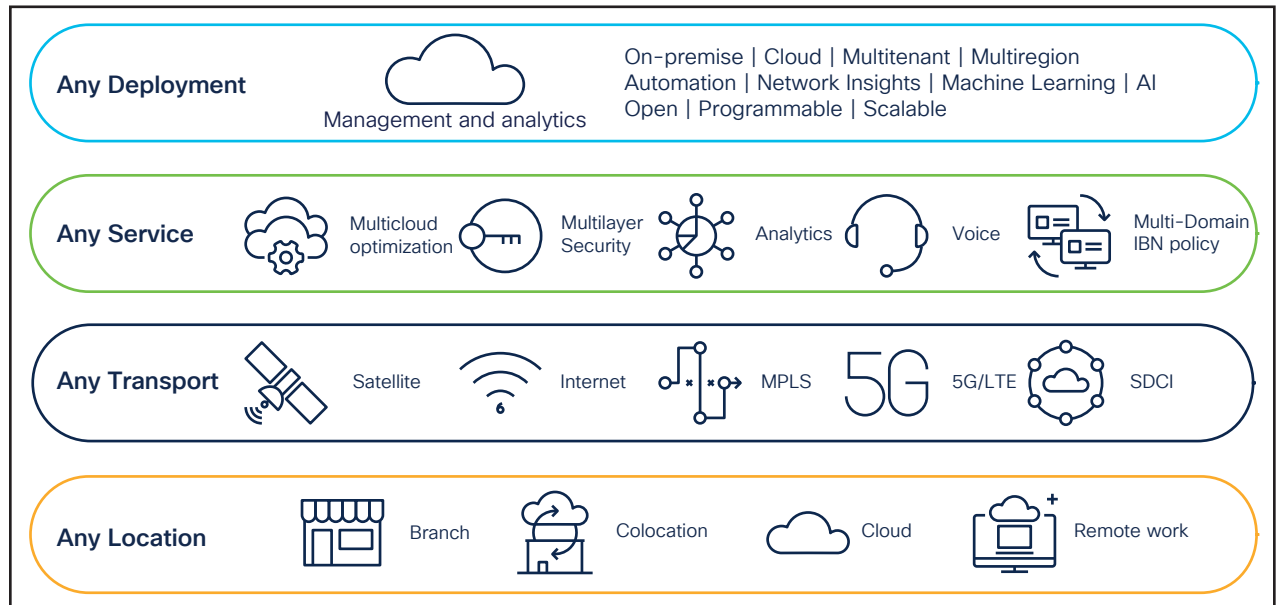 Any Deployment
Management and analytics
On-premise | Cloud | Multitenant | Multiregion
Automation | Network Insights | Machine Learning | AI
Open | Programmable | Scalable
Any Service
Multicloud
optimization
Multilayer
Security
Analytics
Voice
Multi-Domain
IBN policy
Any Transport
Satellite
6
Internet
MPLS
5G
5G/LTE
SDCI
Any Location
Branch
Colocation
Cloud
Remote work